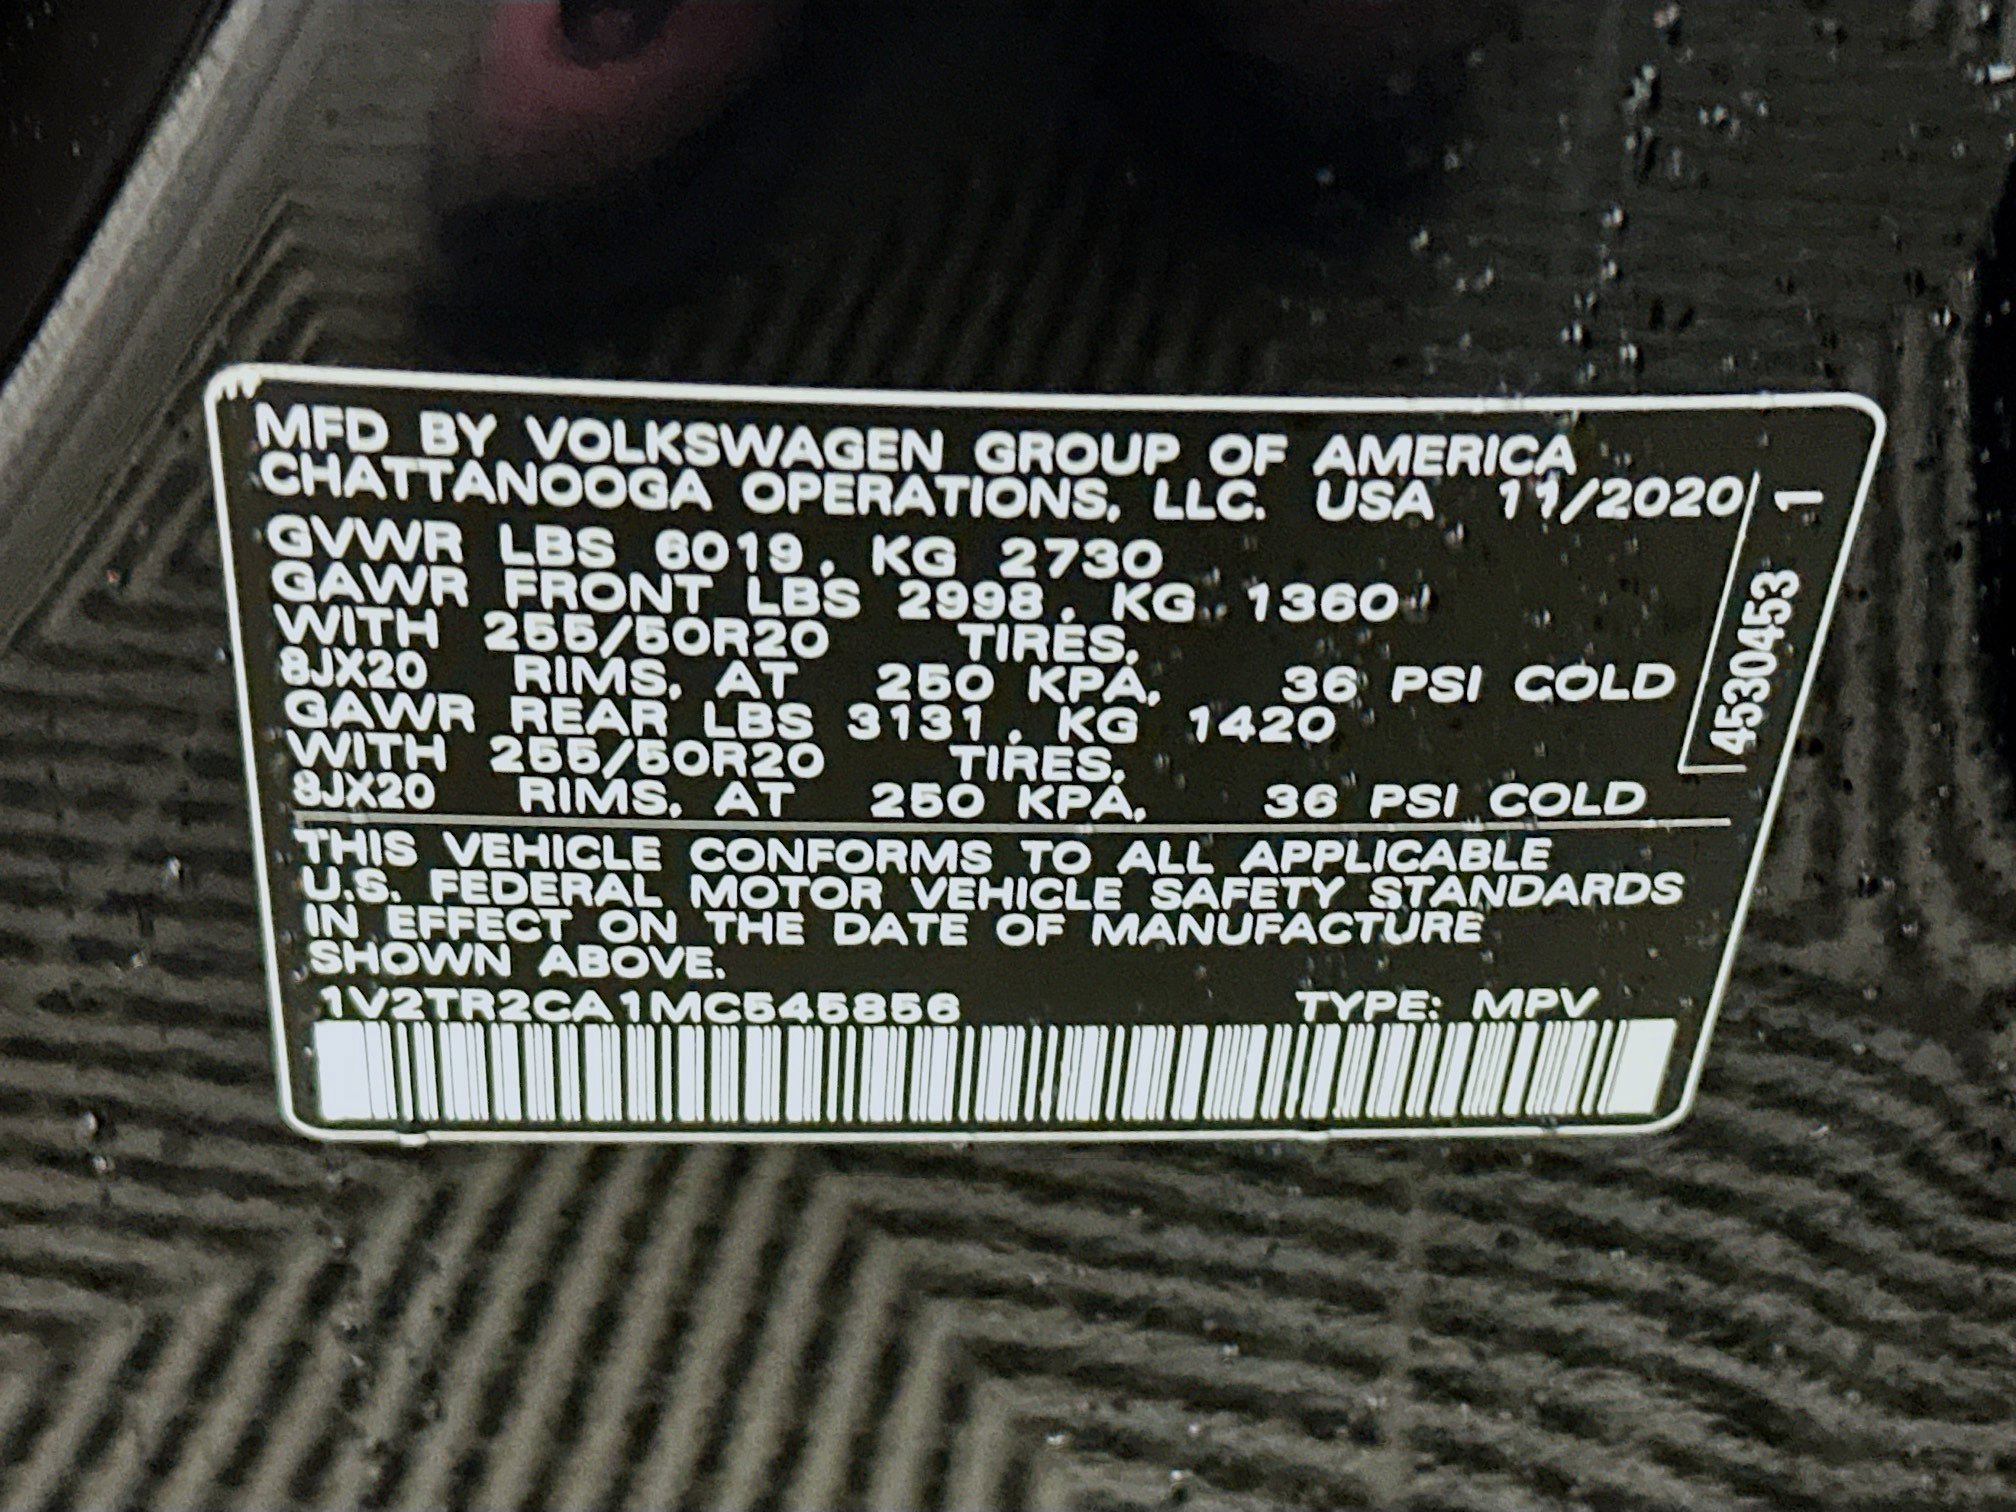 MFD BY VOLKSWAGEN GROUP OF AMERICA
CHATTANOOGA OPERATIONS, LLC. USA 11/2020
GVWR LBS 6019, KG 2730
GAWR FRONT LBS 2998, KG 1360
WITH 255/50R20 TIRES,
8JX20 RIMS, AT 250 KPA, 36 PSI COLD
GAWR REAR LBS 3131, KG 1420
WITH 255/50R20 TIRES,
8JX20 RIMS, AT 250 KPA, 36 PSI COLD
4530453 1
THIS VEHICLE CONFORMS TO ALL APPLICABLE
U.S. FEDERAL MOTOR VEHICLE SAFETY STANDARDS
IN EFFECT ON THE DATE OF MANUFACTURE
SHOWN ABOVE.
1V2TR2CA1MC545856 TYPE: MPV